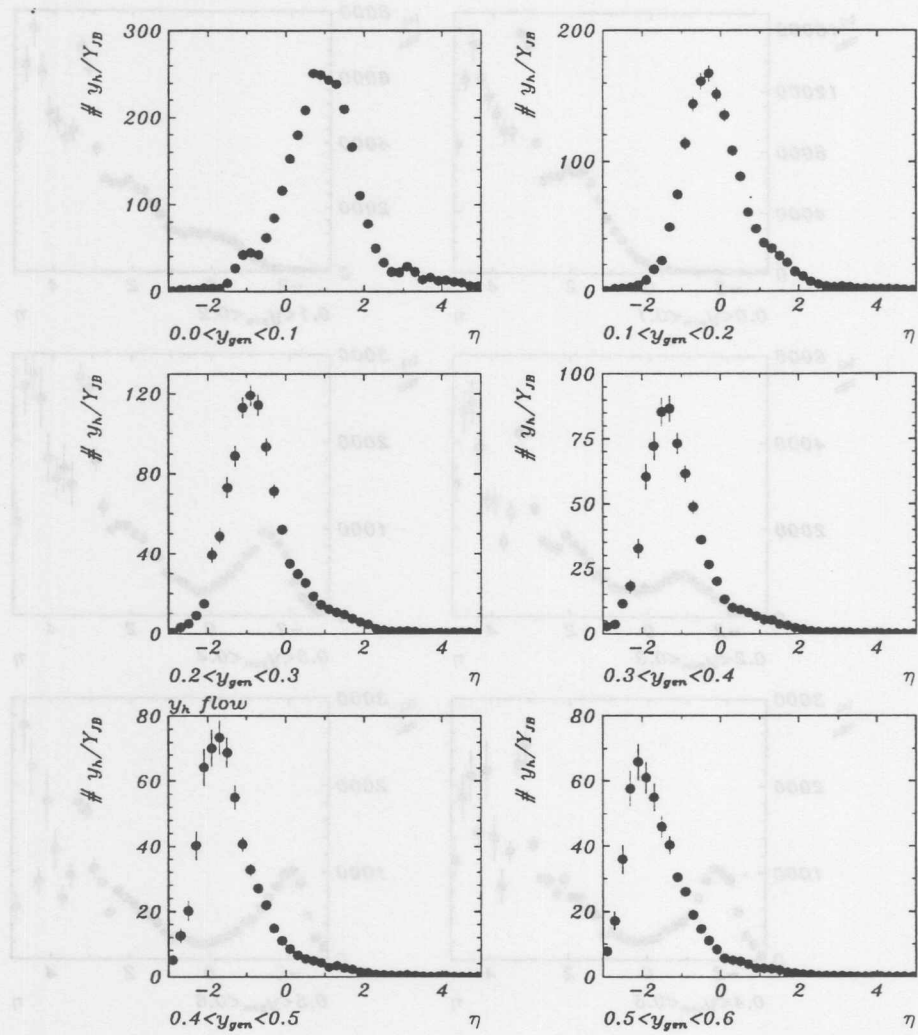 300
# y_h/Y_JB
200
100
0
−2 0 2 4
0.0<y_gen<0.1 η
200
# y_h/Y_JB
100
0
−2 0 2 4
0.1<y_gen<0.2 η
120
# y_h/Y_JB
80
40
0
−2 0 2 4
0.2<y_gen<0.3 η
100
# y_h/Y_JB
75
50
25
0
−2 0 2 4
0.3<y_gen<0.4 η
y_h flow
80
# y_h/Y_JB
60
40
20
0
−2 0 2 4
0.4<y_gen<0.5 η
80
# y_h/Y_JB
60
40
20
0
−2 0 2 4
0.5<y_gen<0.6 η